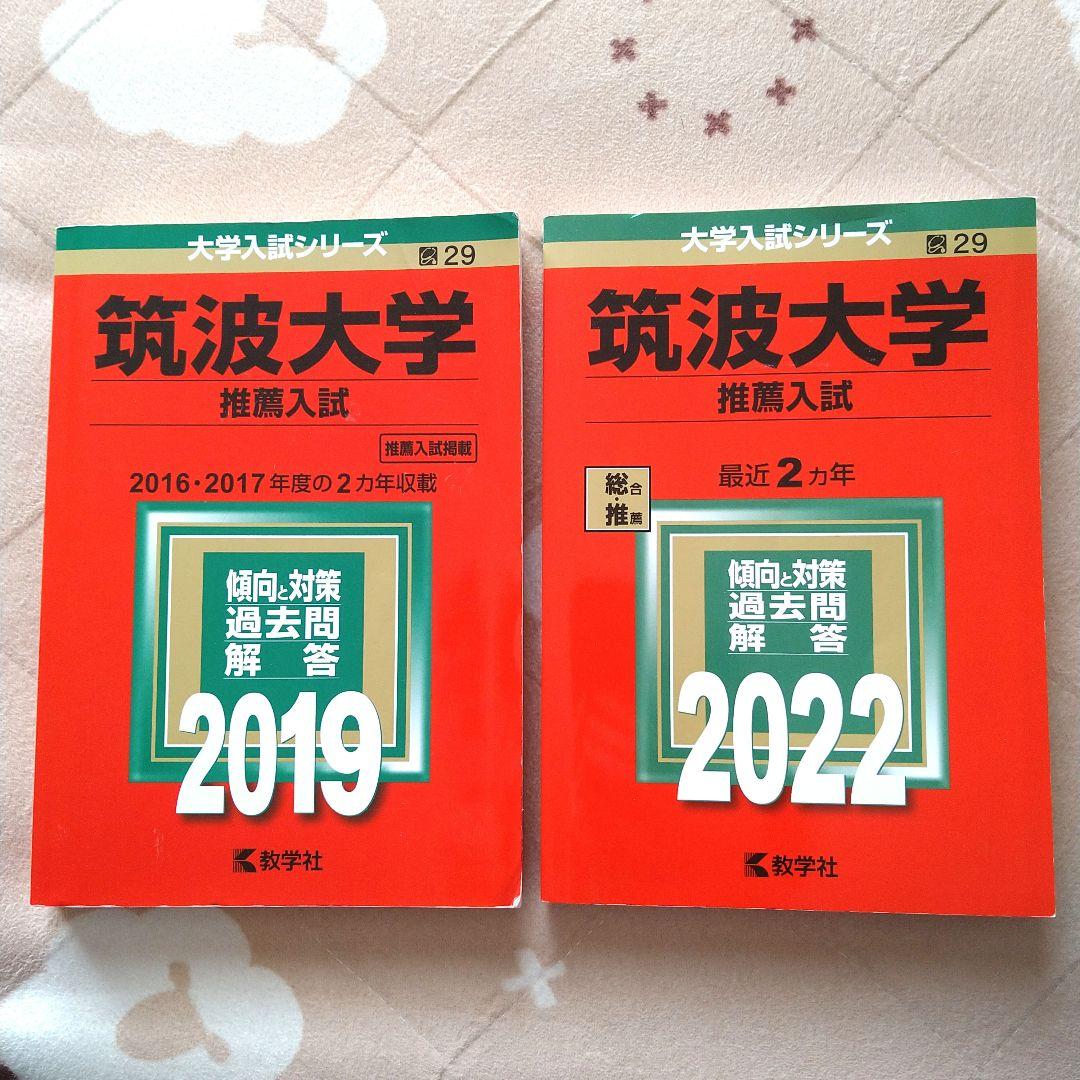 大学入試シリーズ
29
筑波大学
推薦入試
推薦入試掲載
2016・2017年度の2カ年収載
傾向と対策
過去問
解答
2019
教学社
大学入試シリーズ
29
筑波大学
推薦入試
総合・推薦
最近2カ年
傾向と対策
過去問
解答
2022
教学社